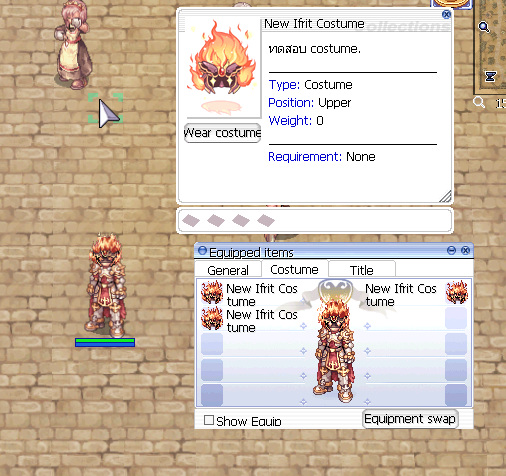 New Ifrit Costume
Collections
ทดสอบ costume.
Type: Costume
Position: Upper
Weight: 0
Requirement: None
Wear costume
Equipped items
General
Costume
Title
New Ifrit Cos
tume
New Ifrit Cos
tume
New Ifrit Cos
tume
Show Equip
Equipment swap